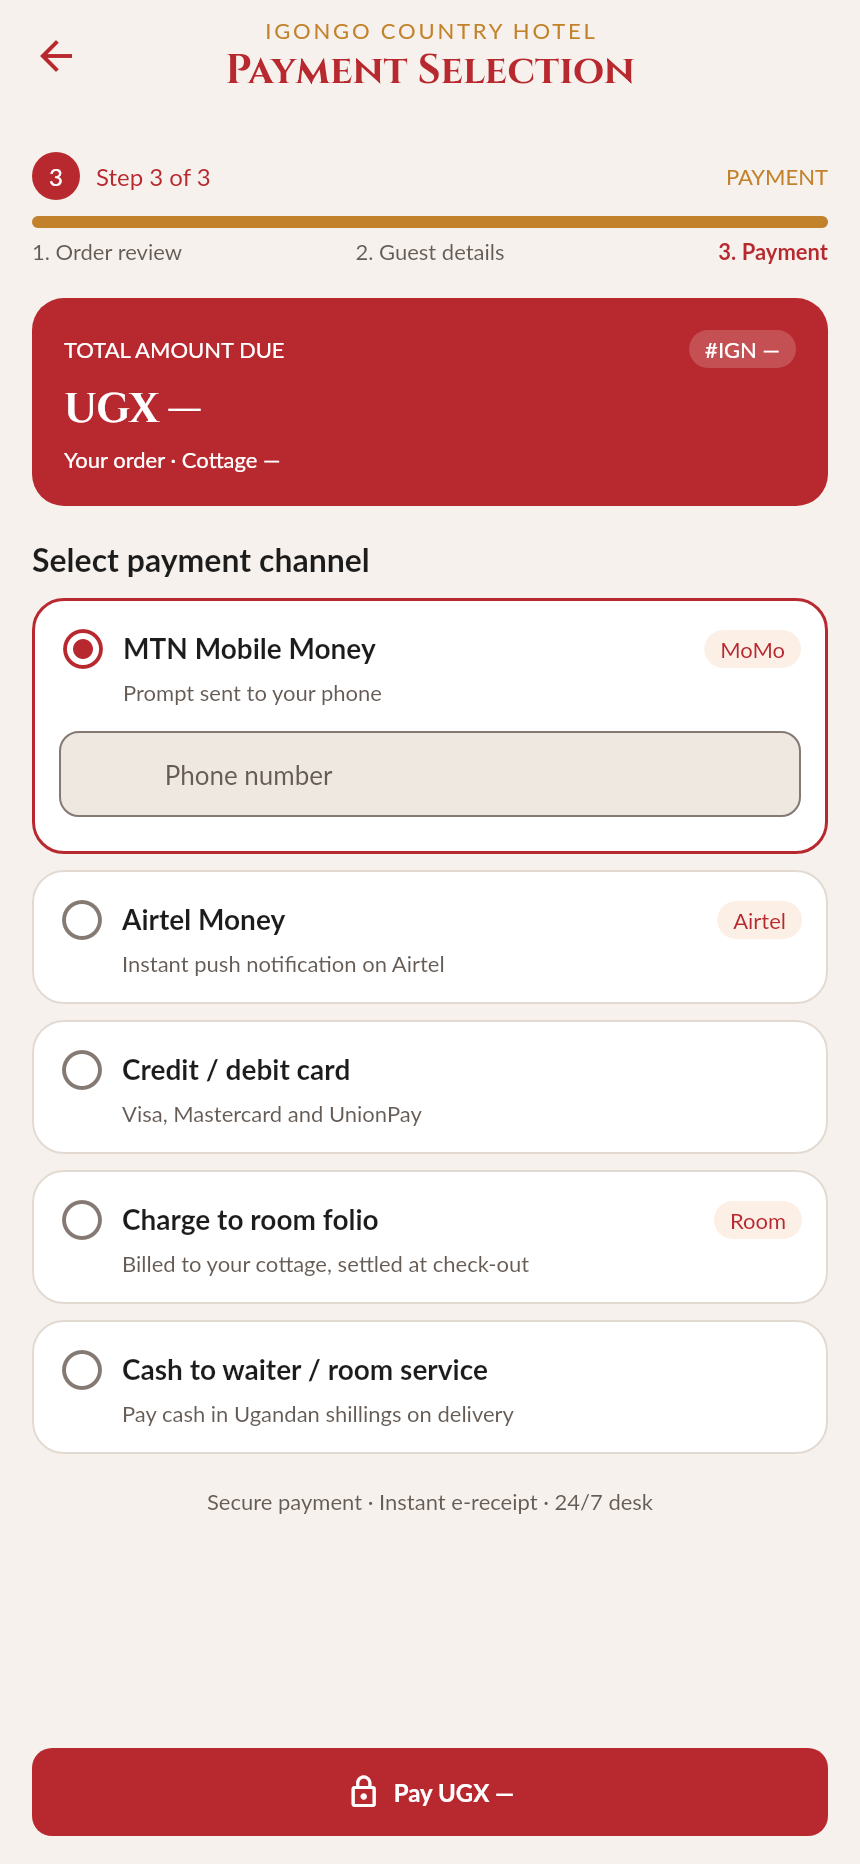 IGONGO COUNTRY HOTEL
Payment Selection
3 Step 3 of 3 PAYMENT
1. Order review 2. Guest details 3. Payment
TOTAL AMOUNT DUE #IGN —
UGX —
Your order · Cottage —
Select payment channel
MTN Mobile Money MoMo
Prompt sent to your phone
Phone number
Airtel Money Airtel
Instant push notification on Airtel
Credit / debit card
Visa, Mastercard and UnionPay
Charge to room folio Room
Billed to your cottage, settled at check-out
Cash to waiter / room service
Pay cash in Ugandan shillings on delivery
Secure payment · Instant e-receipt · 24/7 desk
Pay UGX —